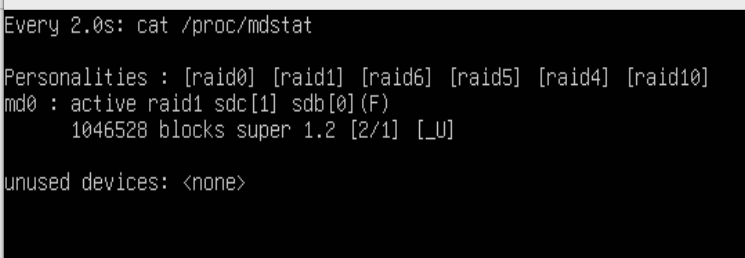 Every 2.0s: cat /proc/mdstat
Personalities : [raid0] [raid1] [raid6] [raid5] [raid4] [raid10]
md0 : active raid1 sdc[1] sdb[0](F)
1046528 blocks super 1.2 [2/1] [_U]
unused devices: <none>